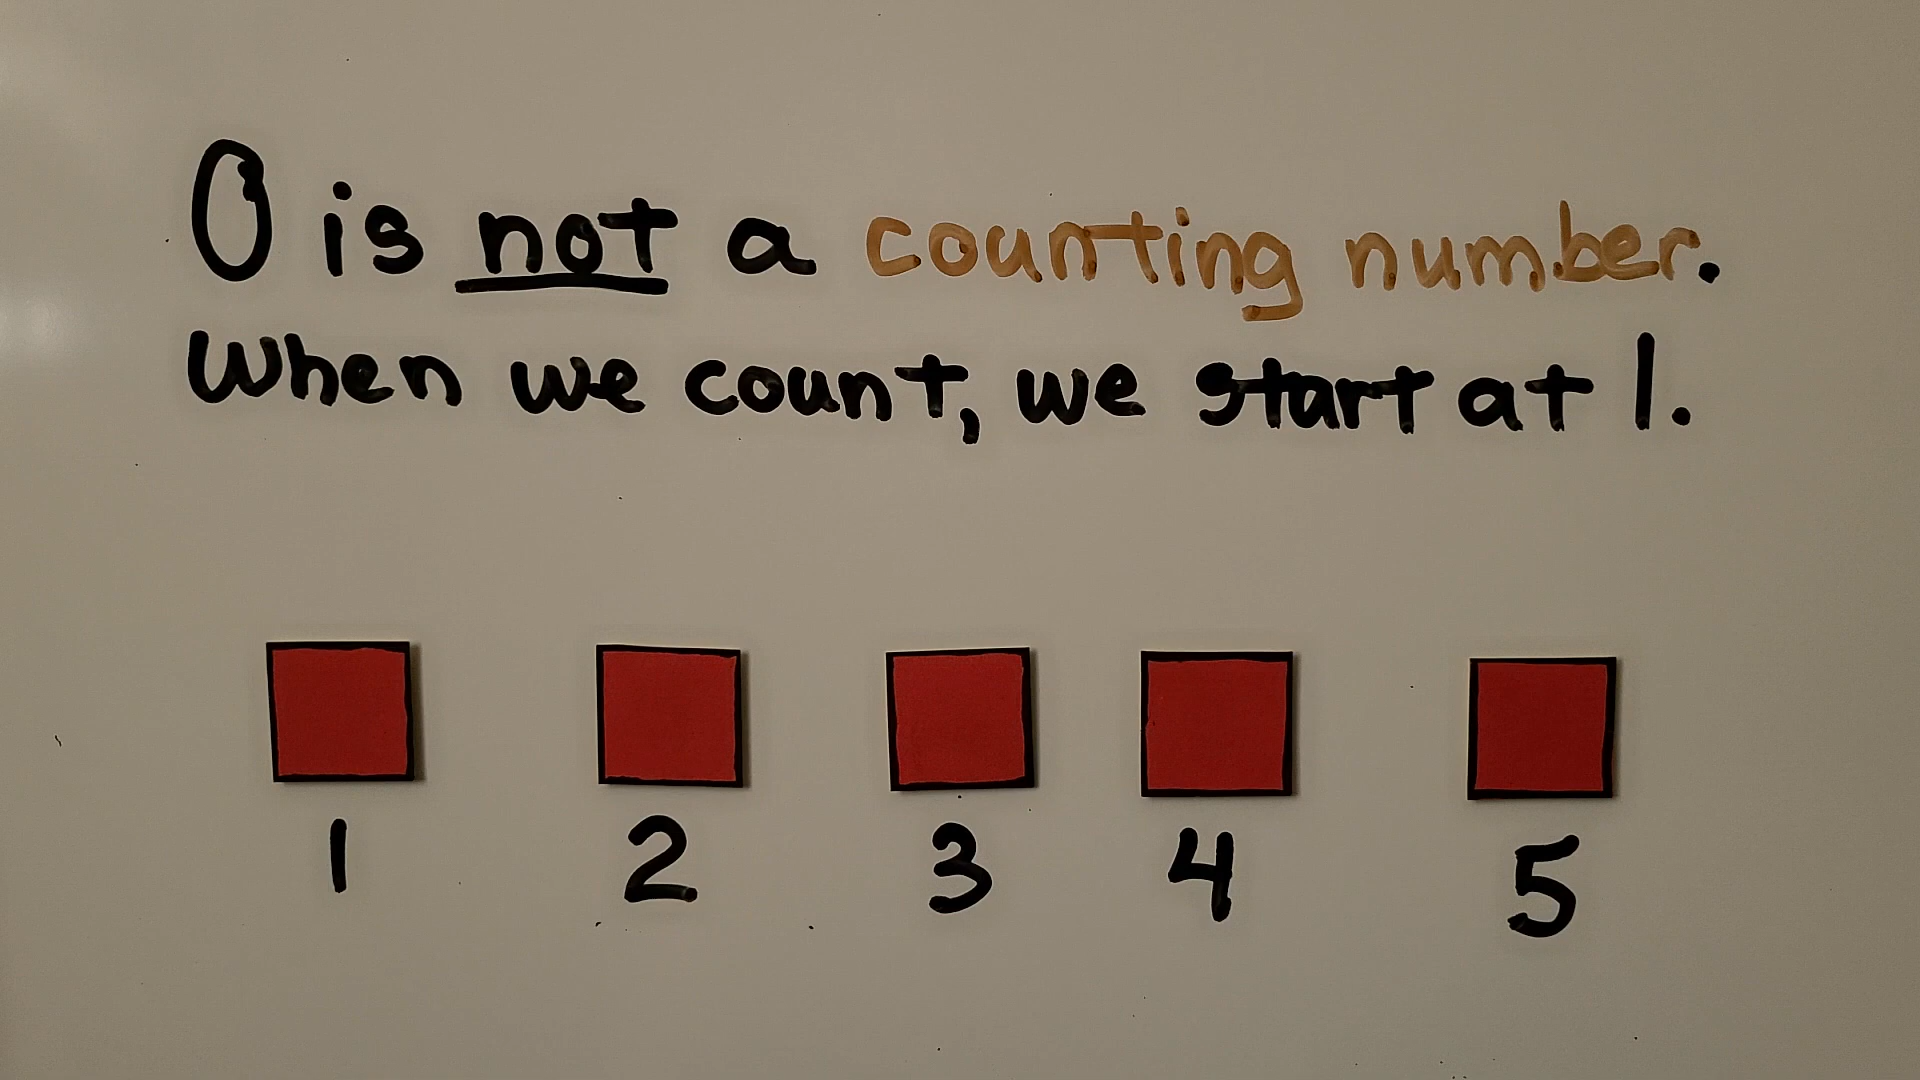 0 is not a counting number.
When we count, we start at 1.
1 2 3 4 5